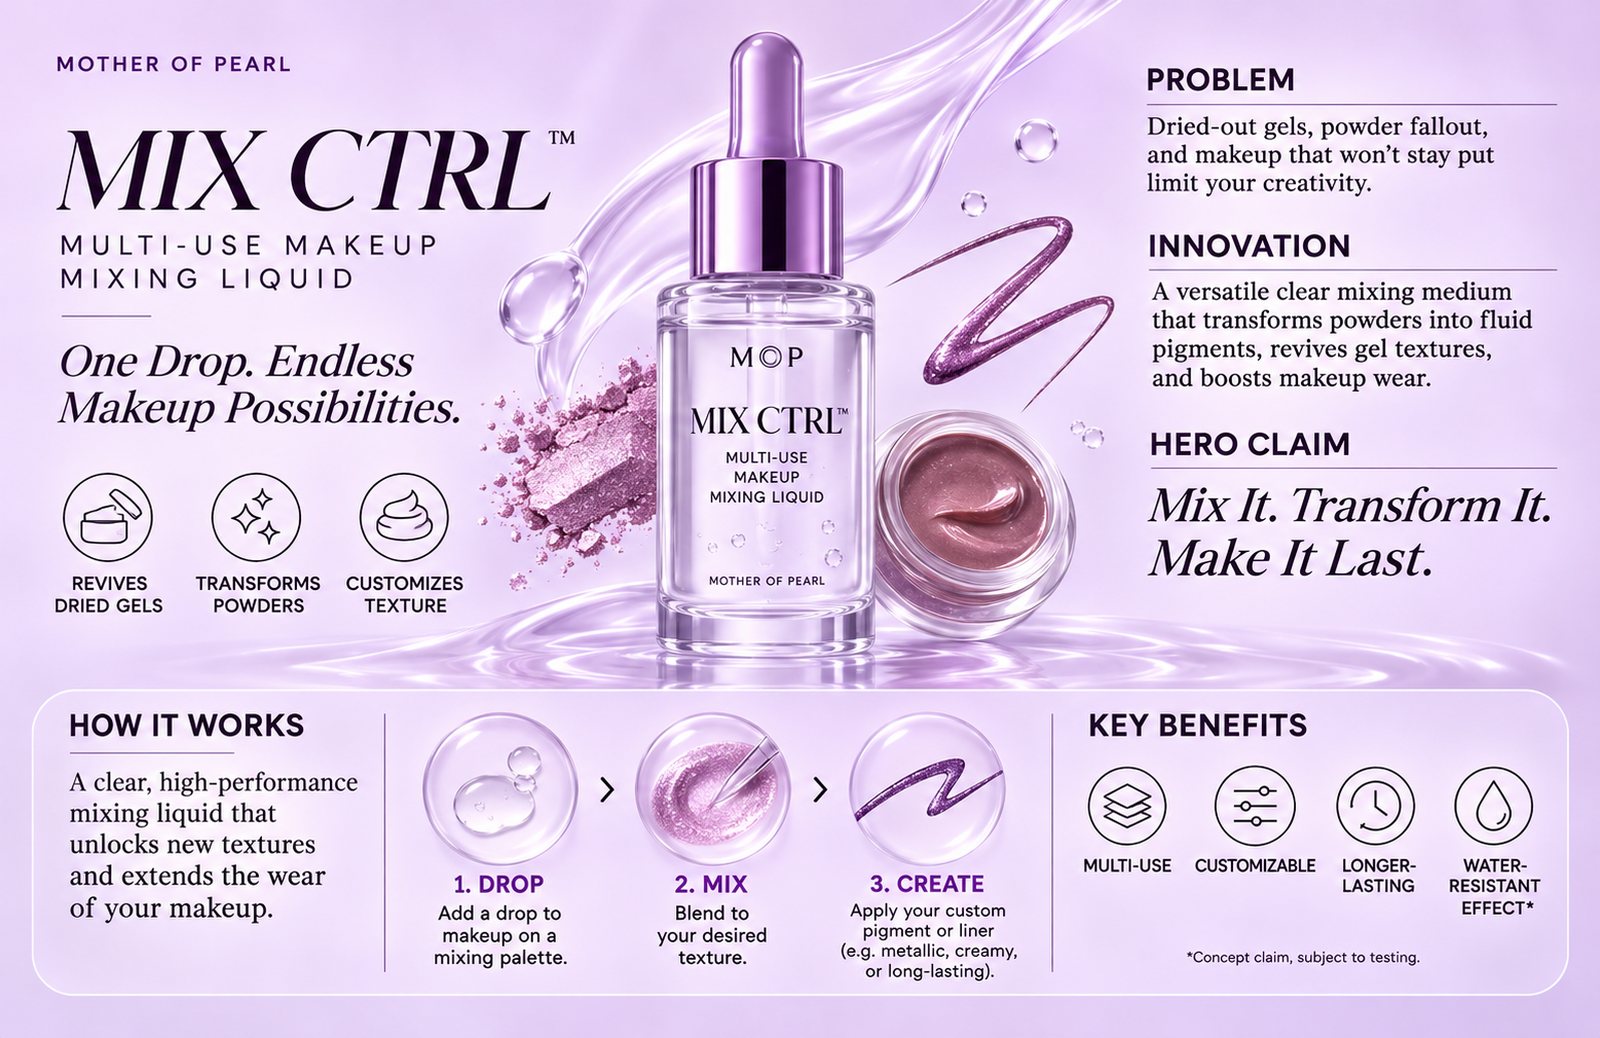 MOTHER OF PEARL
MIX CTRL™
MULTI-USE MAKEUP
MIXING LIQUID
One Drop. Endless
Makeup Possibilities.
REVIVES
DRIED GELS
TRANSFORMS
POWDERS
CUSTOMIZES
TEXTURE
M©P
MIX CTRL™
MULTI-USE
MAKEUP
MIXING LIQUID
MOTHER OF PEARL
PROBLEM
Dried-out gels, powder fallout,
and makeup that won’t stay put
limit your creativity.
INNOVATION
A versatile clear mixing medium
that transforms powders into fluid
pigments, revives gel textures,
and boosts makeup wear.
HERO CLAIM
Mix It. Transform It.
Make It Last.
HOW IT WORKS
A clear, high-performance
mixing liquid that
unlocks new textures
and extends the wear
of your makeup.
1. DROP
Add a drop to
makeup on a
mixing palette.
2. MIX
Blend to
your desired
texture.
3. CREATE
Apply your custom
pigment or liner
(e.g. metallic, creamy,
or long-lasting).
KEY BENEFITS
MULTI-USE
CUSTOMIZABLE
LONGER-
LASTING
WATER-
RESISTANT
EFFECT*
*Concept claim, subject to testing.